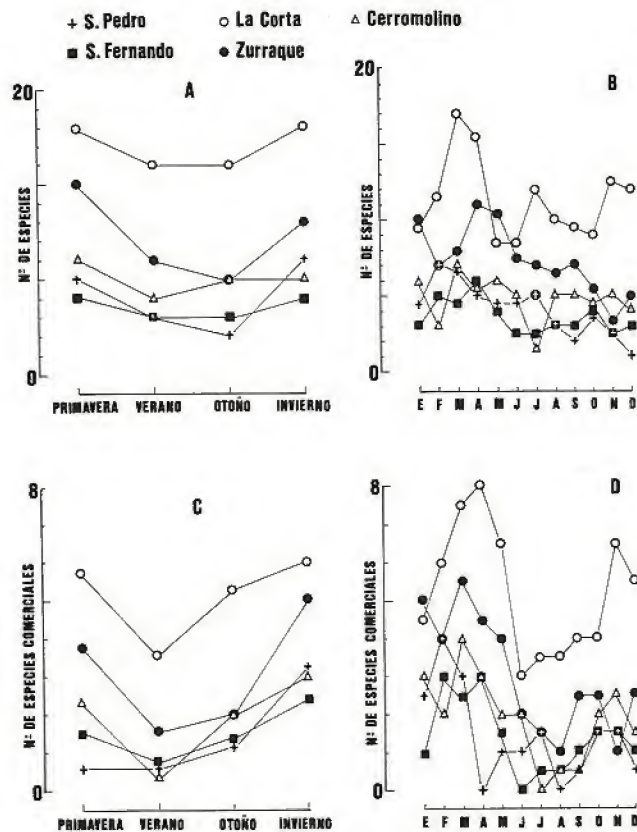 + S. Pedro ○ La Corta △ Cerromolino
■ S. Fernando ● Zurraque
A
20
0
Nº DE ESPECIES
PRIMAVERA VERANO OTOÑO INVIERNO
B
20
0
Nº DE ESPECIES
E F M A M J J A S O N D
C
8
0
Nº DE ESPECIES COMERCIALES
PRIMAVERA VERANO OTOÑO INVIERNO
D
8
0
Nº DE ESPECIES COMERCIALES
E F M A M J J A S O N D